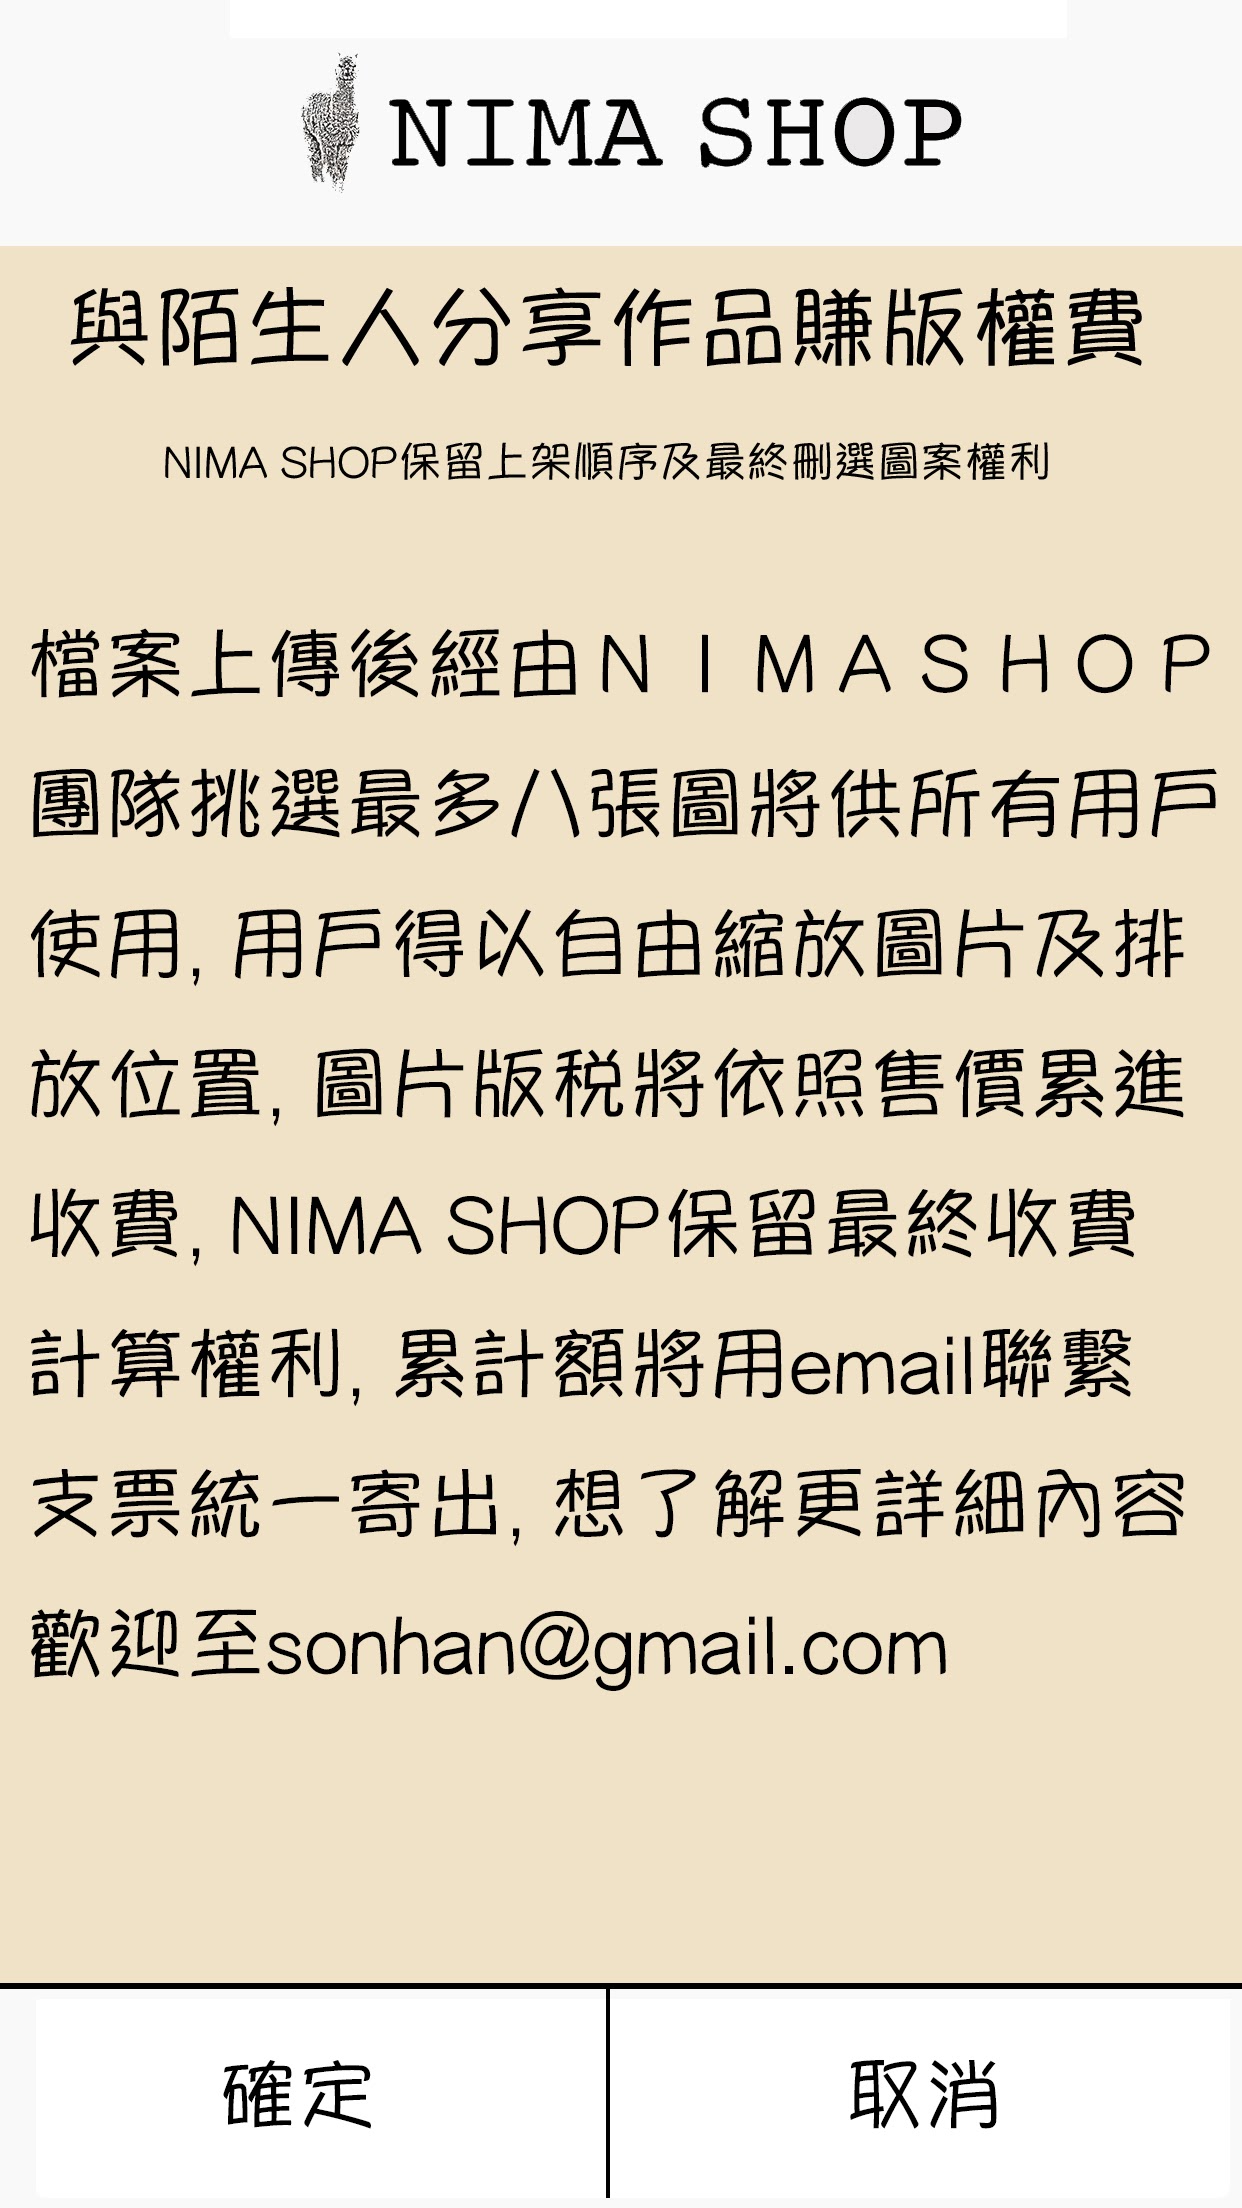 NIMA SHOP
與陌生人分享作品賺版權費
NIMA SHOP保留上架順序及最終刪選圖案權利
檔案上傳後經由ＮＩＭＡＳＨＯＰ
團隊挑選最多八張圖將供所有用戶
使用, 用戶得以自由縮放圖片及排
放位置, 圖片版税將依照售價累進
收費, NIMA SHOP保留最終收費
計算權利, 累計額將用email聯繫
支票統一寄出, 想了解更詳細內容
歡迎至sonhan@gmail.com
確定
取消